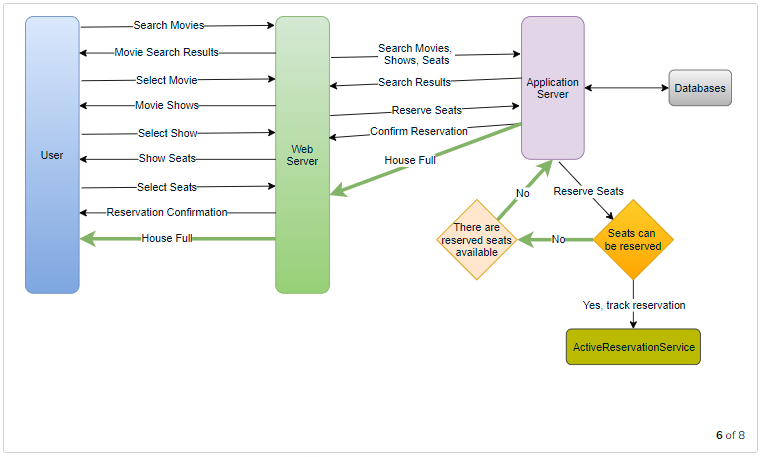 Search Movies
Movie Search Results
Select Movie
Movie Shows
Select Show
Show Seats
Select Seats
Reservation Confirmation
House Full
User
Web
Server
Search Movies,
Shows, Seats
Search Results
Reserve Seats
Confirm Reservation
House Full
Application
Server
Databases
Reserve Seats
No
There are
reserved seats
available
No
Seats can
be reserved
Yes, track reservation
ActiveReservationService
6 of 8